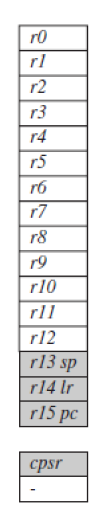 r0
r1
r2
r3
r4
r5
r6
r7
r8
r9
r10
r11
r12
r13 sp
r14 lr
r15 pc
cpsr
-